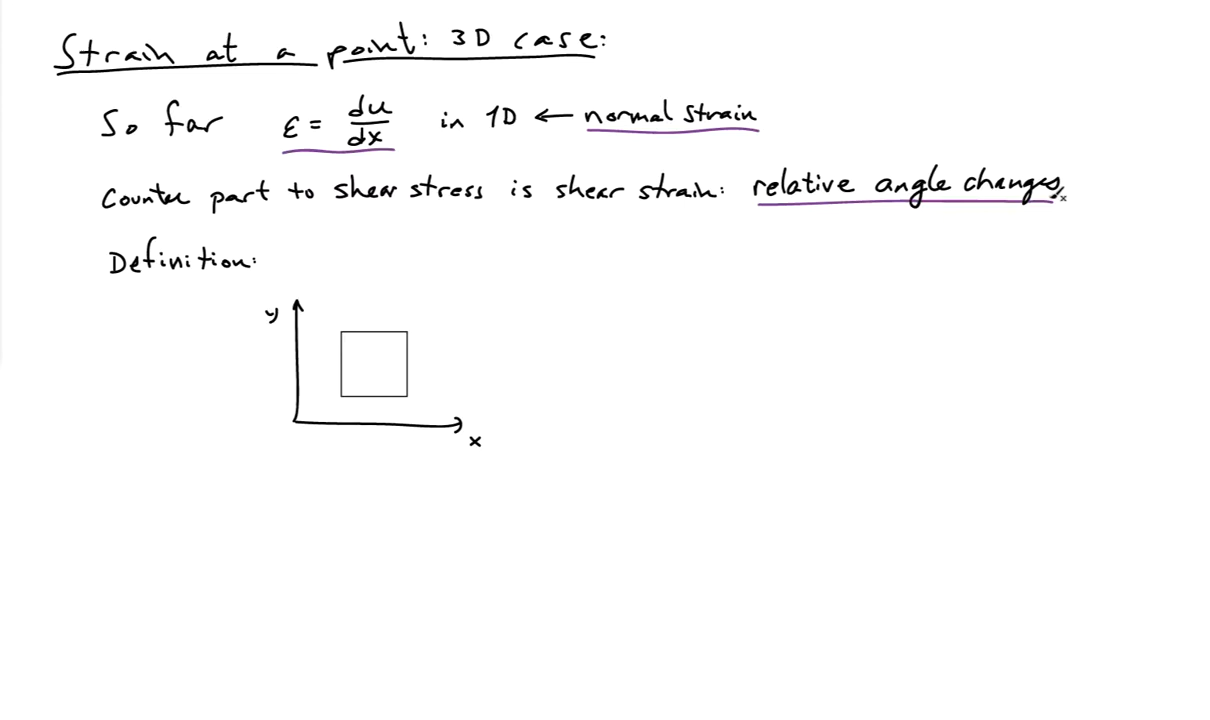 Strain at a point: 3D case:
So far ε = du/dx in 1D ← normal strain
Counter part to shear stress is shear strain: relative angle changes,
Definition:
y
x